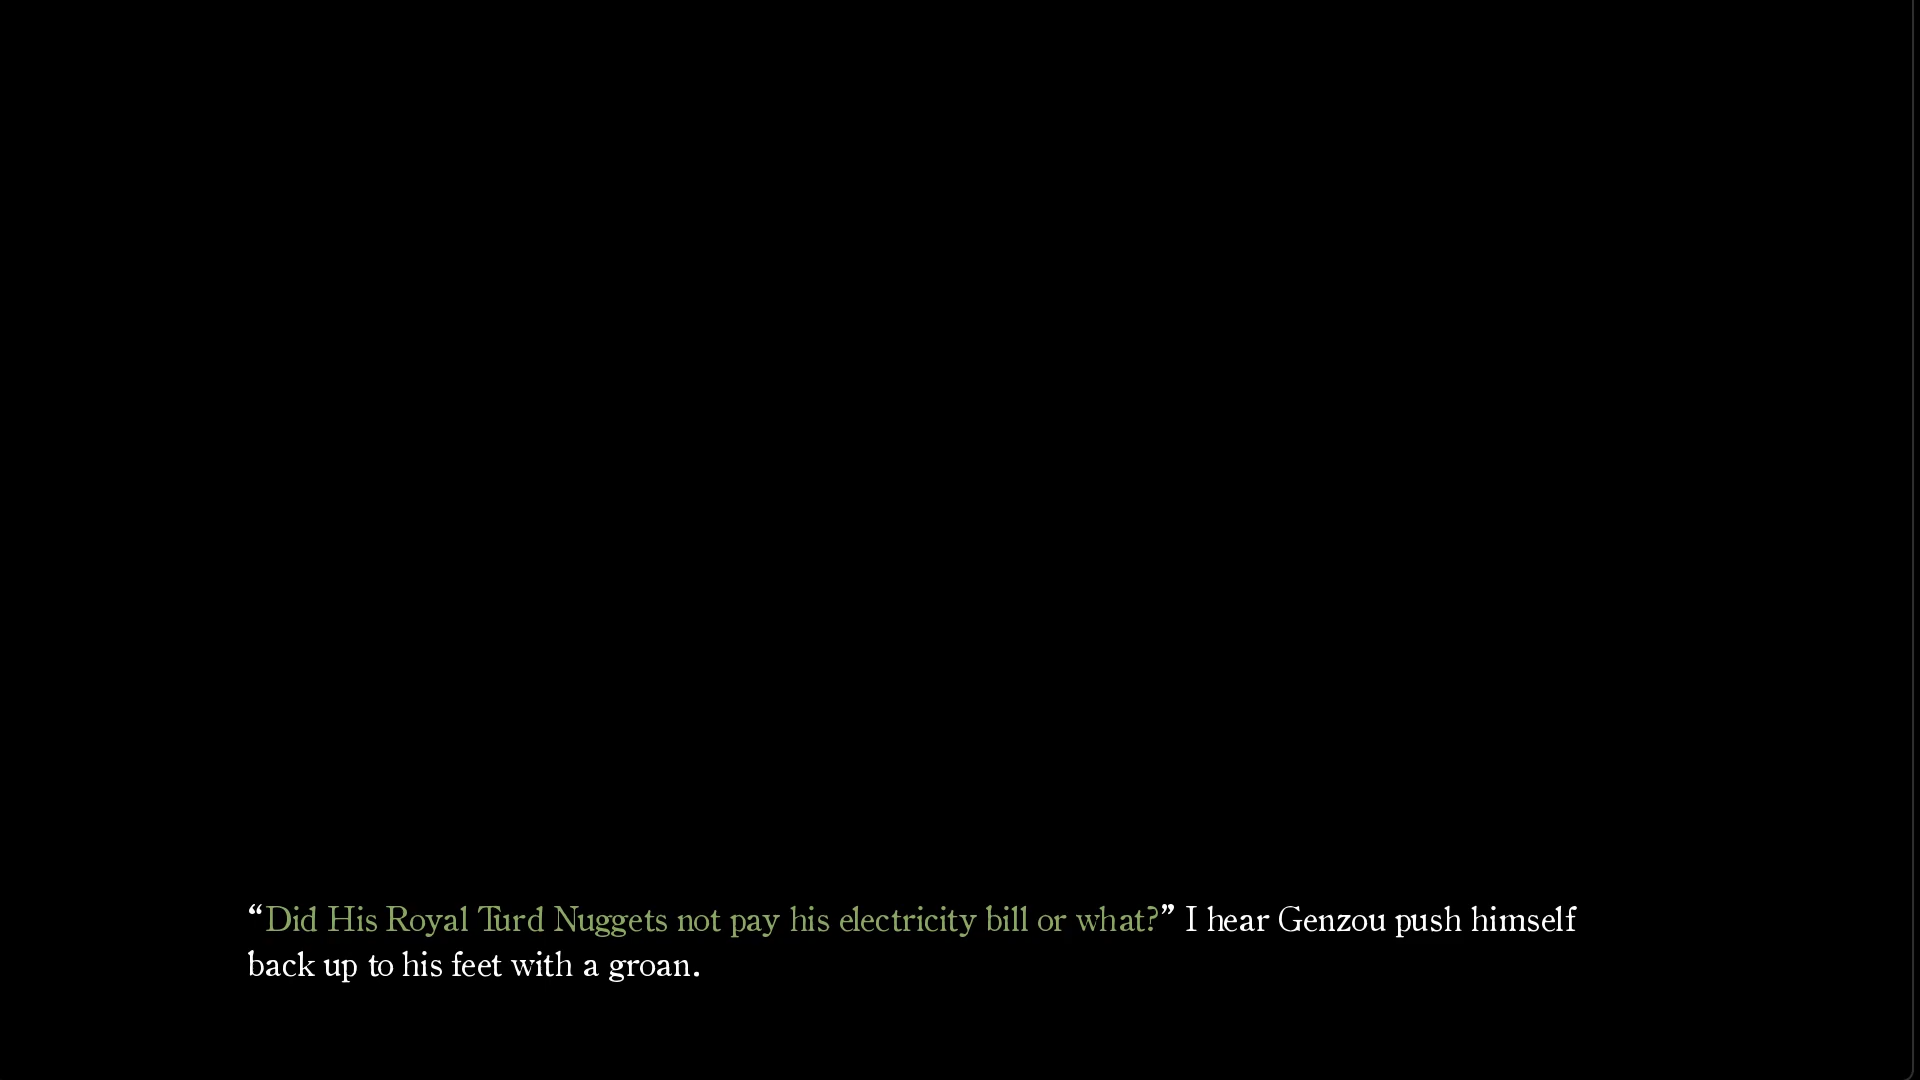 “Did His Royal Turd Nuggets not pay his electricity bill or what?” I hear Genzou push himself
back up to his feet with a groan.